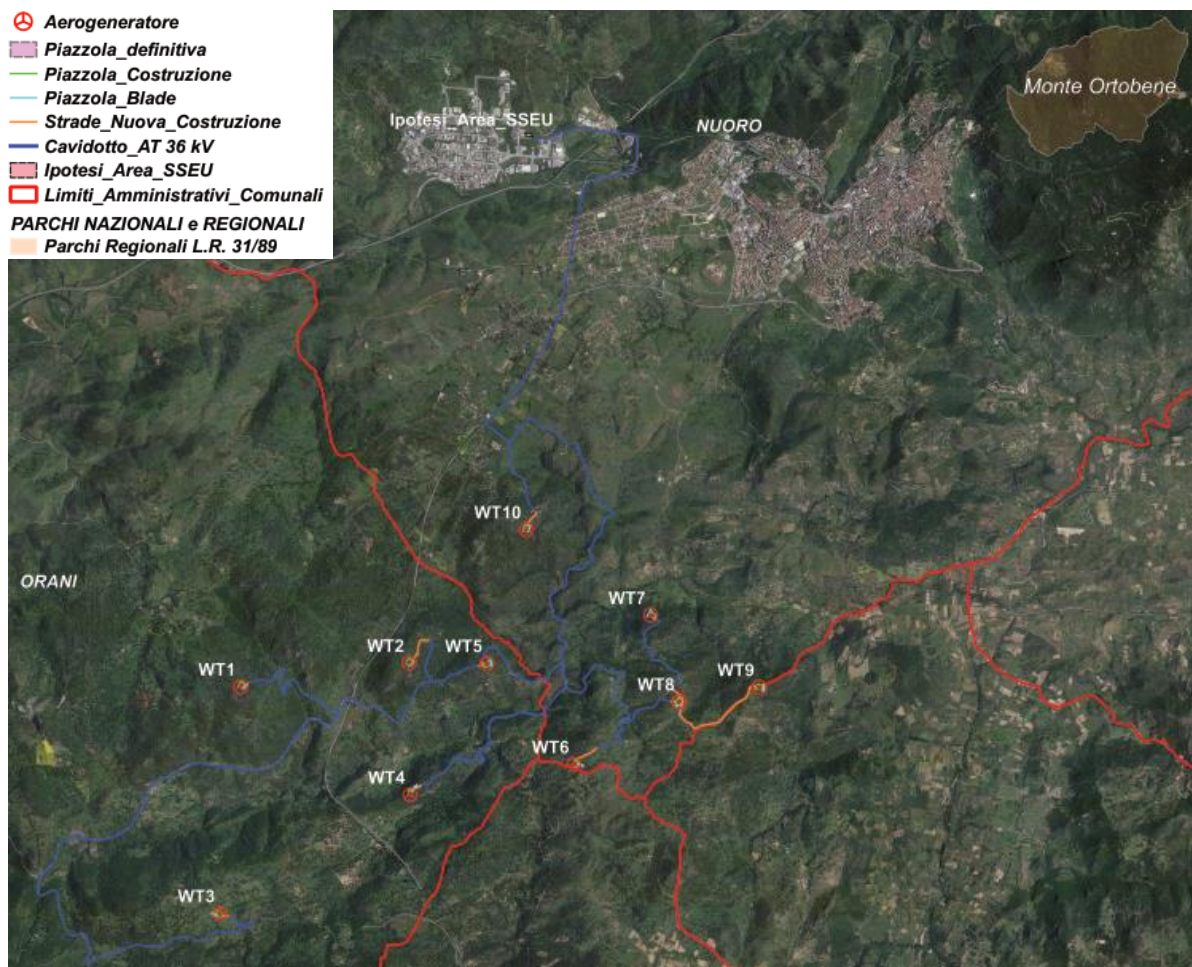 Aerogeneratore
Piazzola_definitiva
Piazzola_Costruzione
Piazzola_Blade
Strade_Nuova_Costruzione
Cavidotto_AT 36 kV
Ipotesi_Area_SSEU
Limiti_Amministrativi_Comunali
PARCHI NAZIONALI e REGIONALI
Parchi Regionali L.R. 31/89
Monte Ortobene
Ipotesi_Area_SSEU
NUORO
WT10
ORANI
WT7
WT2
WT5
WT1
WT8
WT9
WT6
WT4
WT3